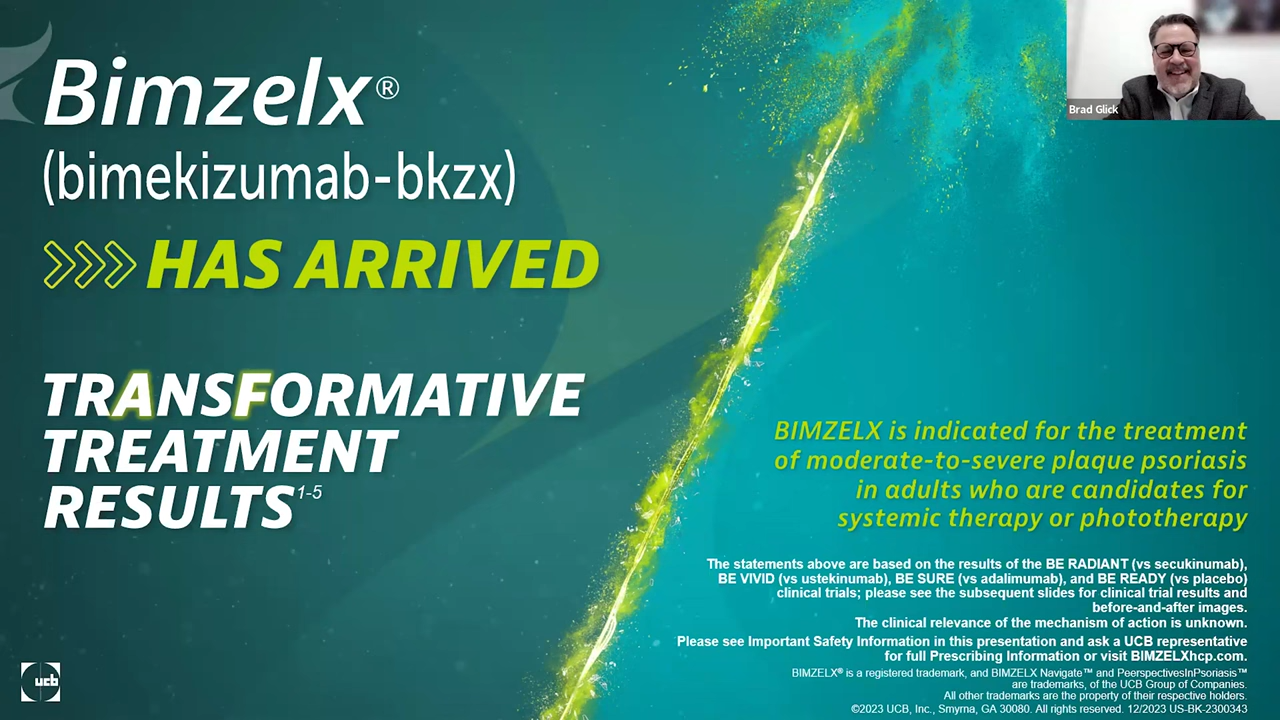 Bimzelx®
(bimekizumab-bkzx)
HAS ARRIVED
TRANSFORMATIVE
TREATMENT
RESULTS1-5
Brad Glick
BIMZELX is indicated for the treatment
of moderate-to-severe plaque psoriasis
in adults who are candidates for
systemic therapy or phototherapy
The statements above are based on the results of the BE RADIANT (vs secukinumab),
BE VIVID (vs ustekinumab), BE SURE (vs adalimumab), and BE READY (vs placebo)
clinical trials; please see the subsequent slides for clinical trial results and
before-and-after images.
The clinical relevance of the mechanism of action is unknown.
Please see Important Safety Information in this presentation and ask a UCB representative
for full Prescribing Information or visit BIMZELXhcp.com.
BIMZELX® is a registered trademark, and BIMZELX Navigate™ and PeerspectivesInPsoriasis™
are trademarks, of the UCB Group of Companies.
All other trademarks are the property of their respective holders.
©2023 UCB, Inc., Smyrna, GA 30080. All rights reserved. 12/2023 US-BK-2300343
ucb